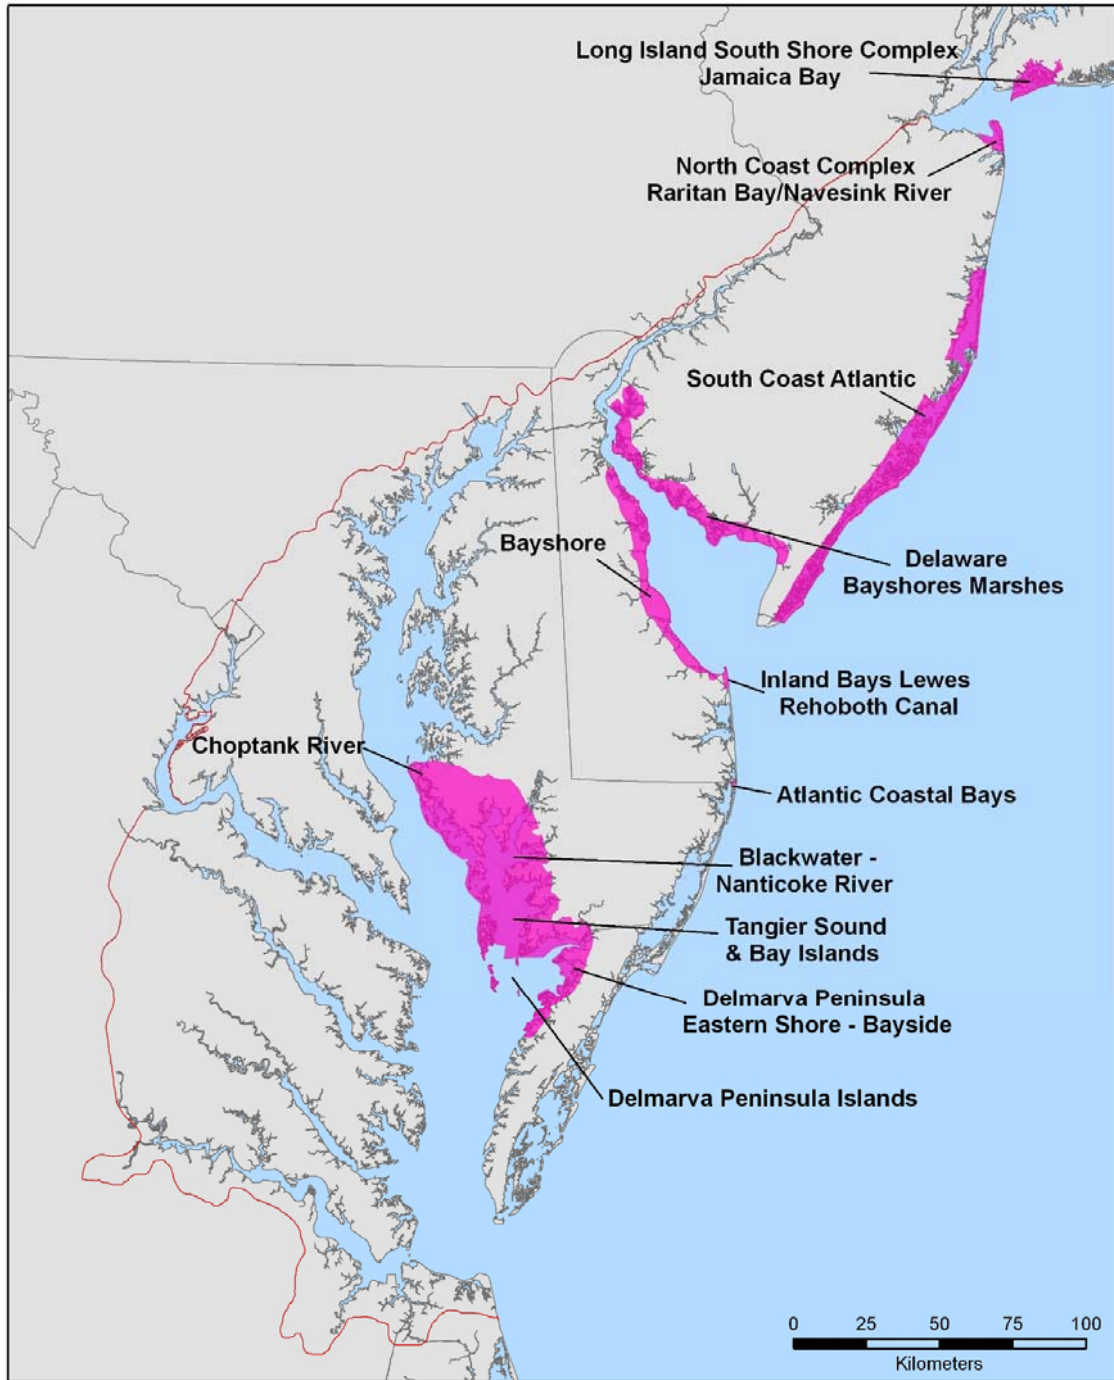 Long Island South Shore Complex
Jamaica Bay
North Coast Complex
Raritan Bay/Navesink River
South Coast Atlantic
Bayshore
Delaware
Bayshores Marshes
Inland Bays Lewes
Rehoboth Canal
Choptank River
Atlantic Coastal Bays
Blackwater -
Nanticoke River
Tangier Sound
& Bay Islands
Delmarva Peninsula
Eastern Shore - Bayside
Delmarva Peninsula Islands
0 25 50 75 100
Kilometers